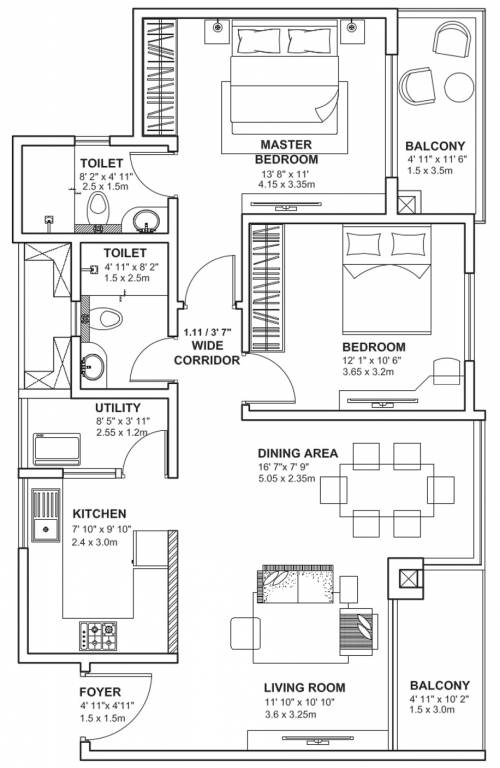 MASTER
BEDROOM
13' 8" x 11'
4.15 x 3.35m
BALCONY
4' 11" x 11' 6"
1.5 x 3.5m
TOILET
8' 2" x 4' 11"
2.5 x 1.5m
TOILET
4' 11" x 8' 2"
1.5 x 2.5m
1.11 / 3' 7"
WIDE
CORRIDOR
BEDROOM
12' 1" x 10' 6"
3.65 x 3.2m
UTILITY
8' 5" x 3' 11"
2.55 x 1.2m
DINING AREA
16' 7"x 7' 9"
5.05 x 2.35m
KITCHEN
7' 10" x 9' 10"
2.4 x 3.0m
FOYER
4' 11"x 4'11"
1.5 x 1.5m
LIVING ROOM
11' 10" x 10' 10"
3.6 x 3.25m
BALCONY
4' 11" x 10' 2"
1.5 x 3.0m